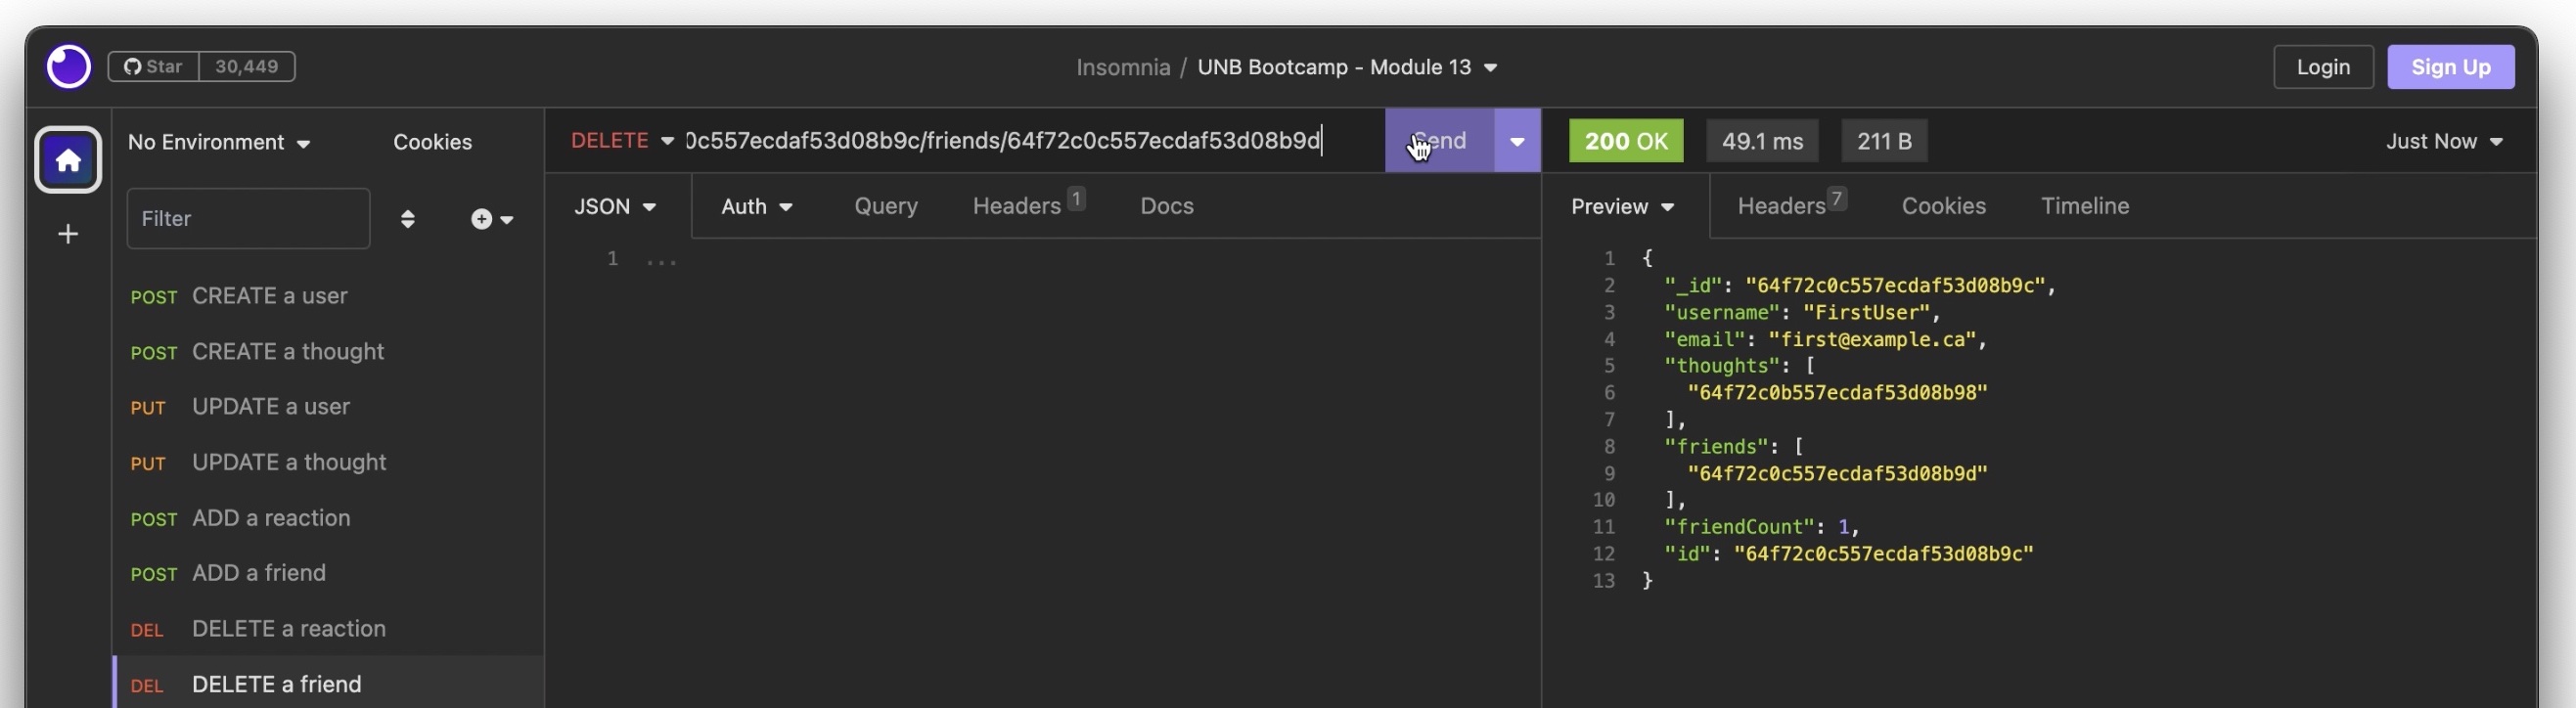 Star 30,449
Insomnia / UNB Bootcamp - Module 13
Login
Sign Up
No Environment
Cookies
Filter
POST CREATE a user
POST CREATE a thought
PUT UPDATE a user
PUT UPDATE a thought
POST ADD a reaction
POST ADD a friend
DEL DELETE a reaction
DEL DELETE a friend
DELETE 0c557ecdaf53d08b9c/friends/64f72c0c557ecdaf53d08b9d
JSON Auth Query Headers 1 Docs
1 ...
200 OK 49.1 ms 211 B Just Now
Preview Headers 7 Cookies Timeline
1 {
2 "_id": "64f72c0c557ecdaf53d08b9c",
3 "username": "FirstUser",
4 "email": "first@example.ca",
5 "thoughts": [
6 "64f72c0b557ecdaf53d08b98"
7 ],
8 "friends": [
9 "64f72c0c557ecdaf53d08b9d"
10 ],
11 "friendCount": 1,
12 "id": "64f72c0c557ecdaf53d08b9c"
13 }